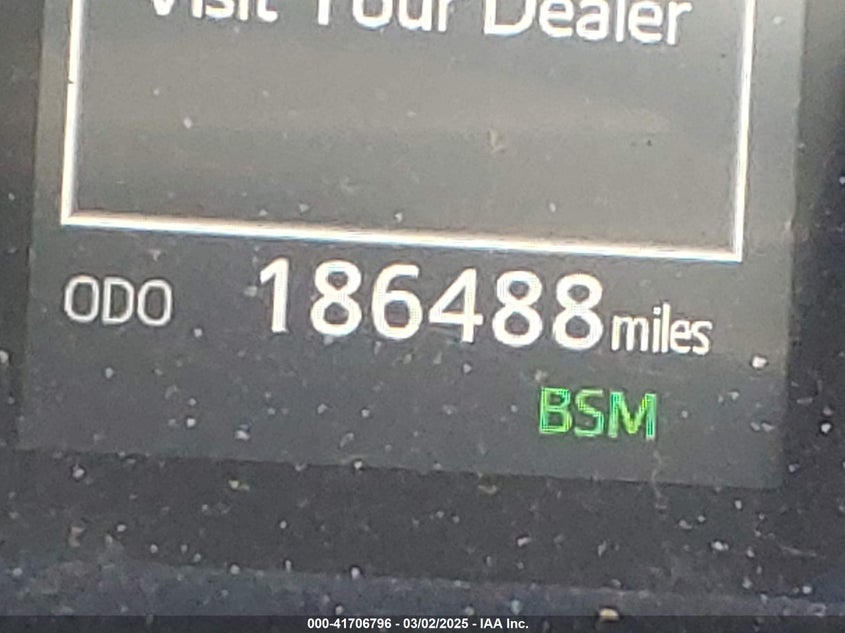 Visit Your Dealer
ODO 186488 miles
BSM
000-41706796 - 03/02/2025 - IAA Inc.